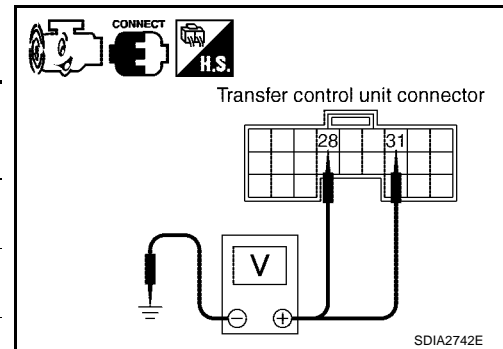 CONNECT
H.S.
Transfer control unit connector
28 31
V
SDIA2742E